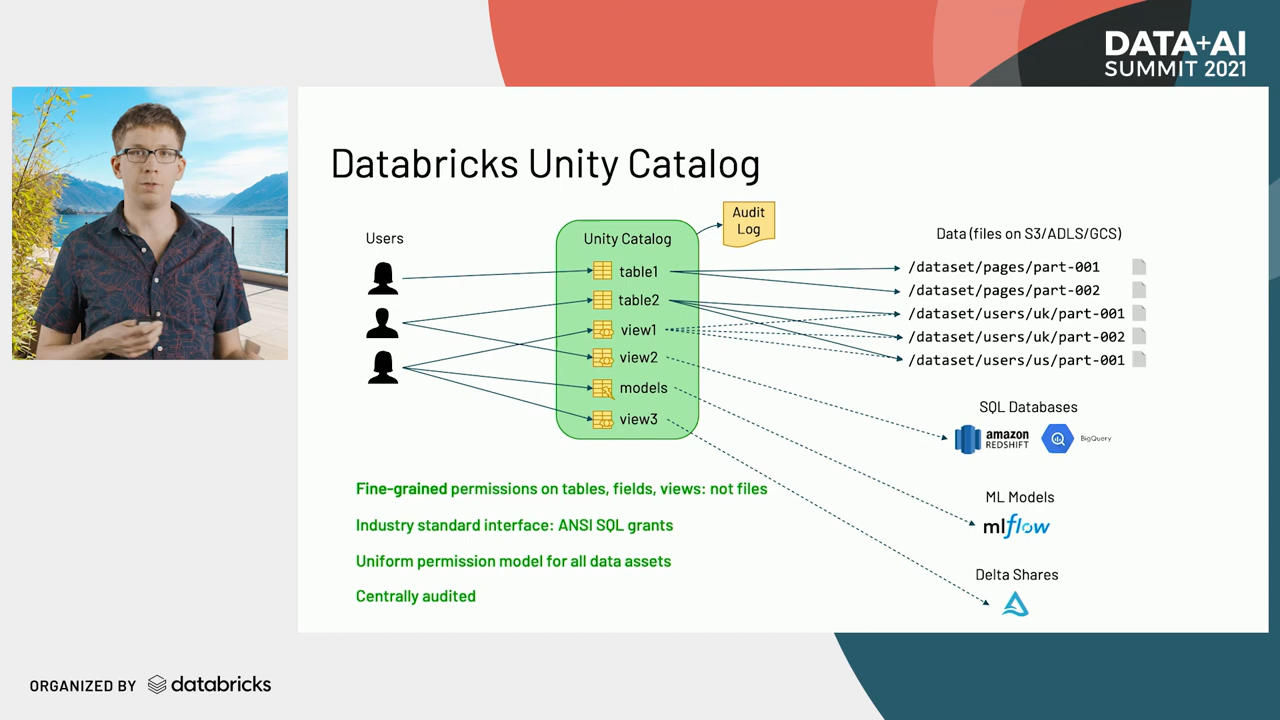 DATA+AI
SUMMIT 2021
Databricks Unity Catalog
Users
Unity Catalog
table1
table2
view1
view2
models
view3
Audit
Log
Data (files on S3/ADLS/GCS)
/dataset/pages/part-001
/dataset/pages/part-002
/dataset/users/uk/part-001
/dataset/users/uk/part-002
/dataset/users/us/part-001
SQL Databases
amazon
REDSHIFT
BigQuery
ML Models
mlflow
Delta Shares
Fine-grained permissions on tables, fields, views: not files
Industry standard interface: ANSI SQL grants
Uniform permission model for all data assets
Centrally audited
ORGANIZED BY databricks